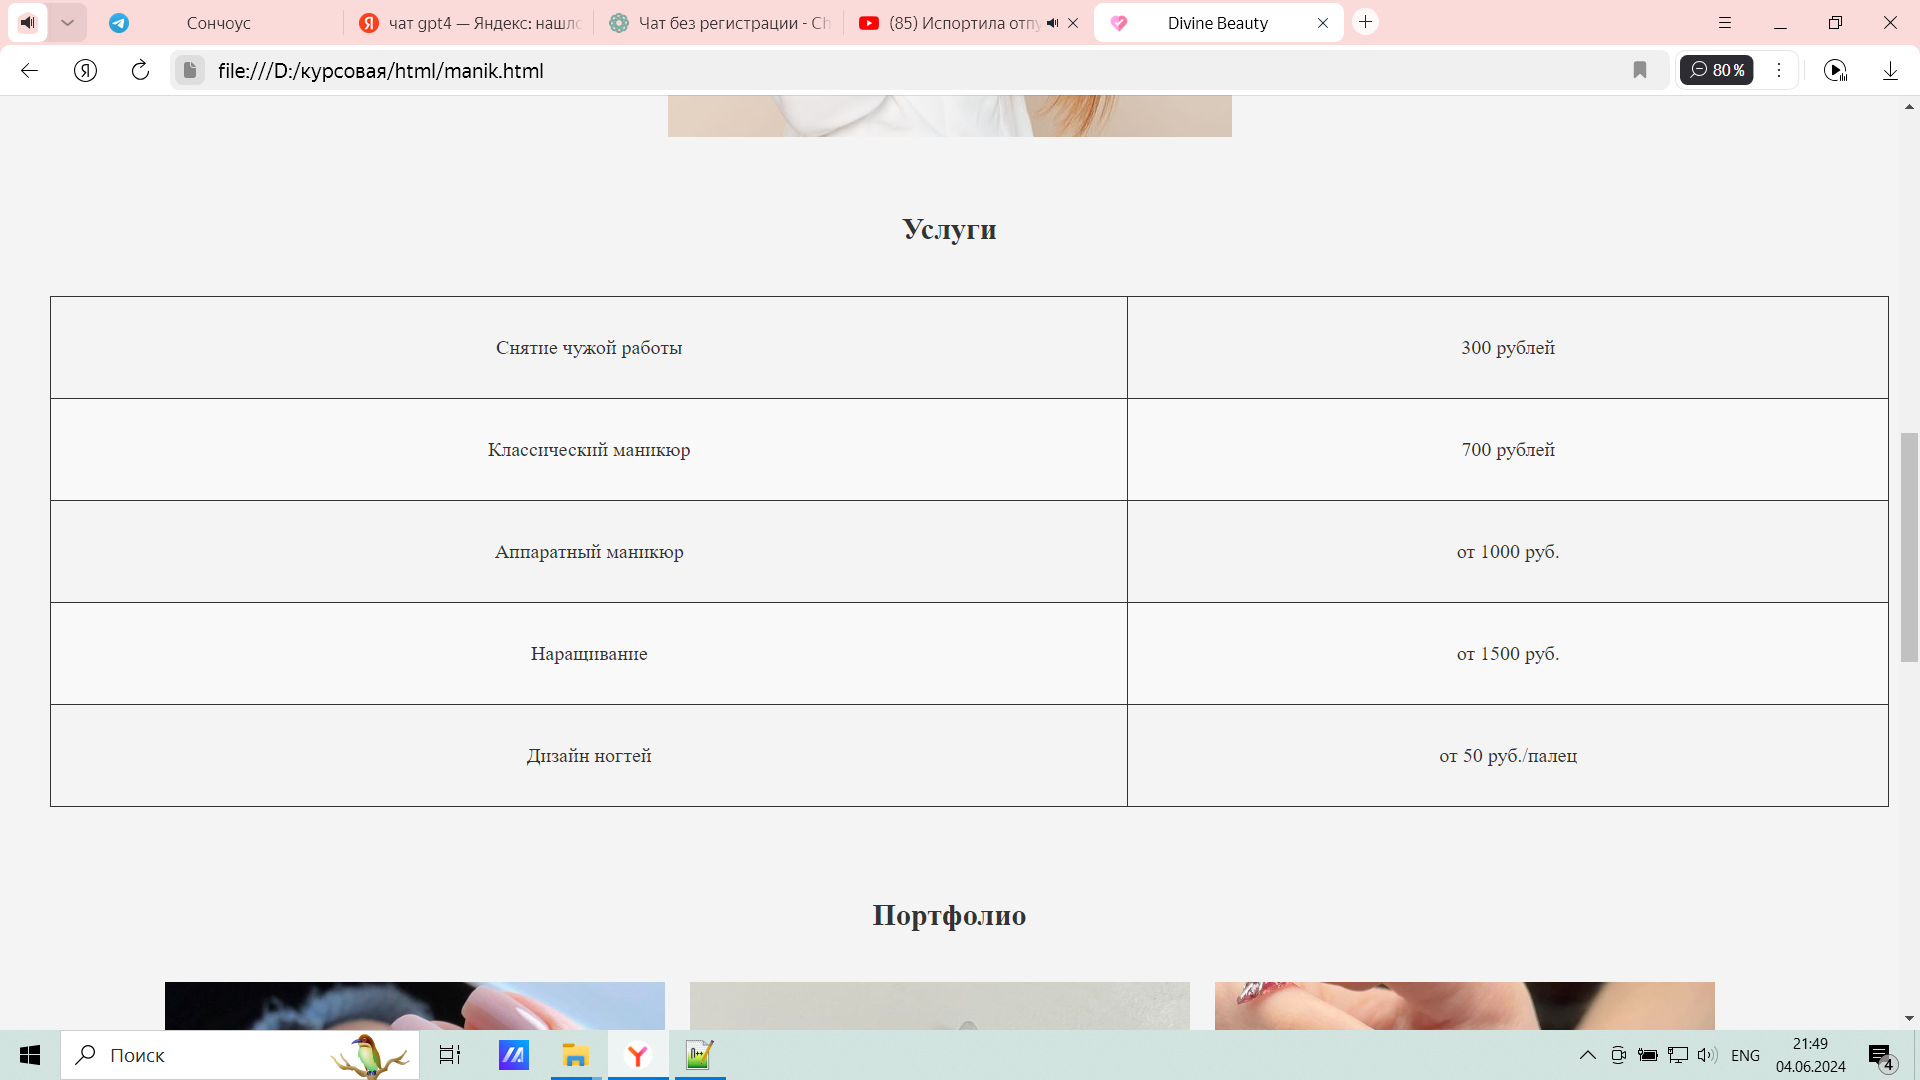 Сончоус
чат gpt4 — Яндекс: нашло
Чат без регистрации - Ch
(85) Испортила отпу
Divine Beauty
file:///D:/курсовая/html/manik.html
80 %
Услуги
Снятие чужой работы 300 рублей
Классический маникюр 700 рублей
Аппаратный маникюр от 1000 руб.
Наращивание от 1500 руб.
Дизайн ногтей от 50 руб./палец
Портфолио
Поиск
ENG
21:49
04.06.2024
4